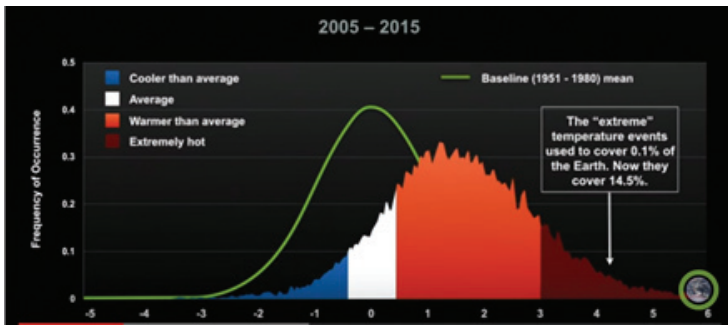 2005 – 2015
0.5
Cooler than average
Baseline (1951 - 1980) mean
Average
0.4
Warmer than average
Extremely hot
The "extreme"
temperature events
used to cover 0.1% of
the Earth. Now they
cover 14.5%.
0.3
Frequency of Occurrence
0.2
0.1
0
-5 -4 -3 -2 -1 0 1 2 3 4 5 6